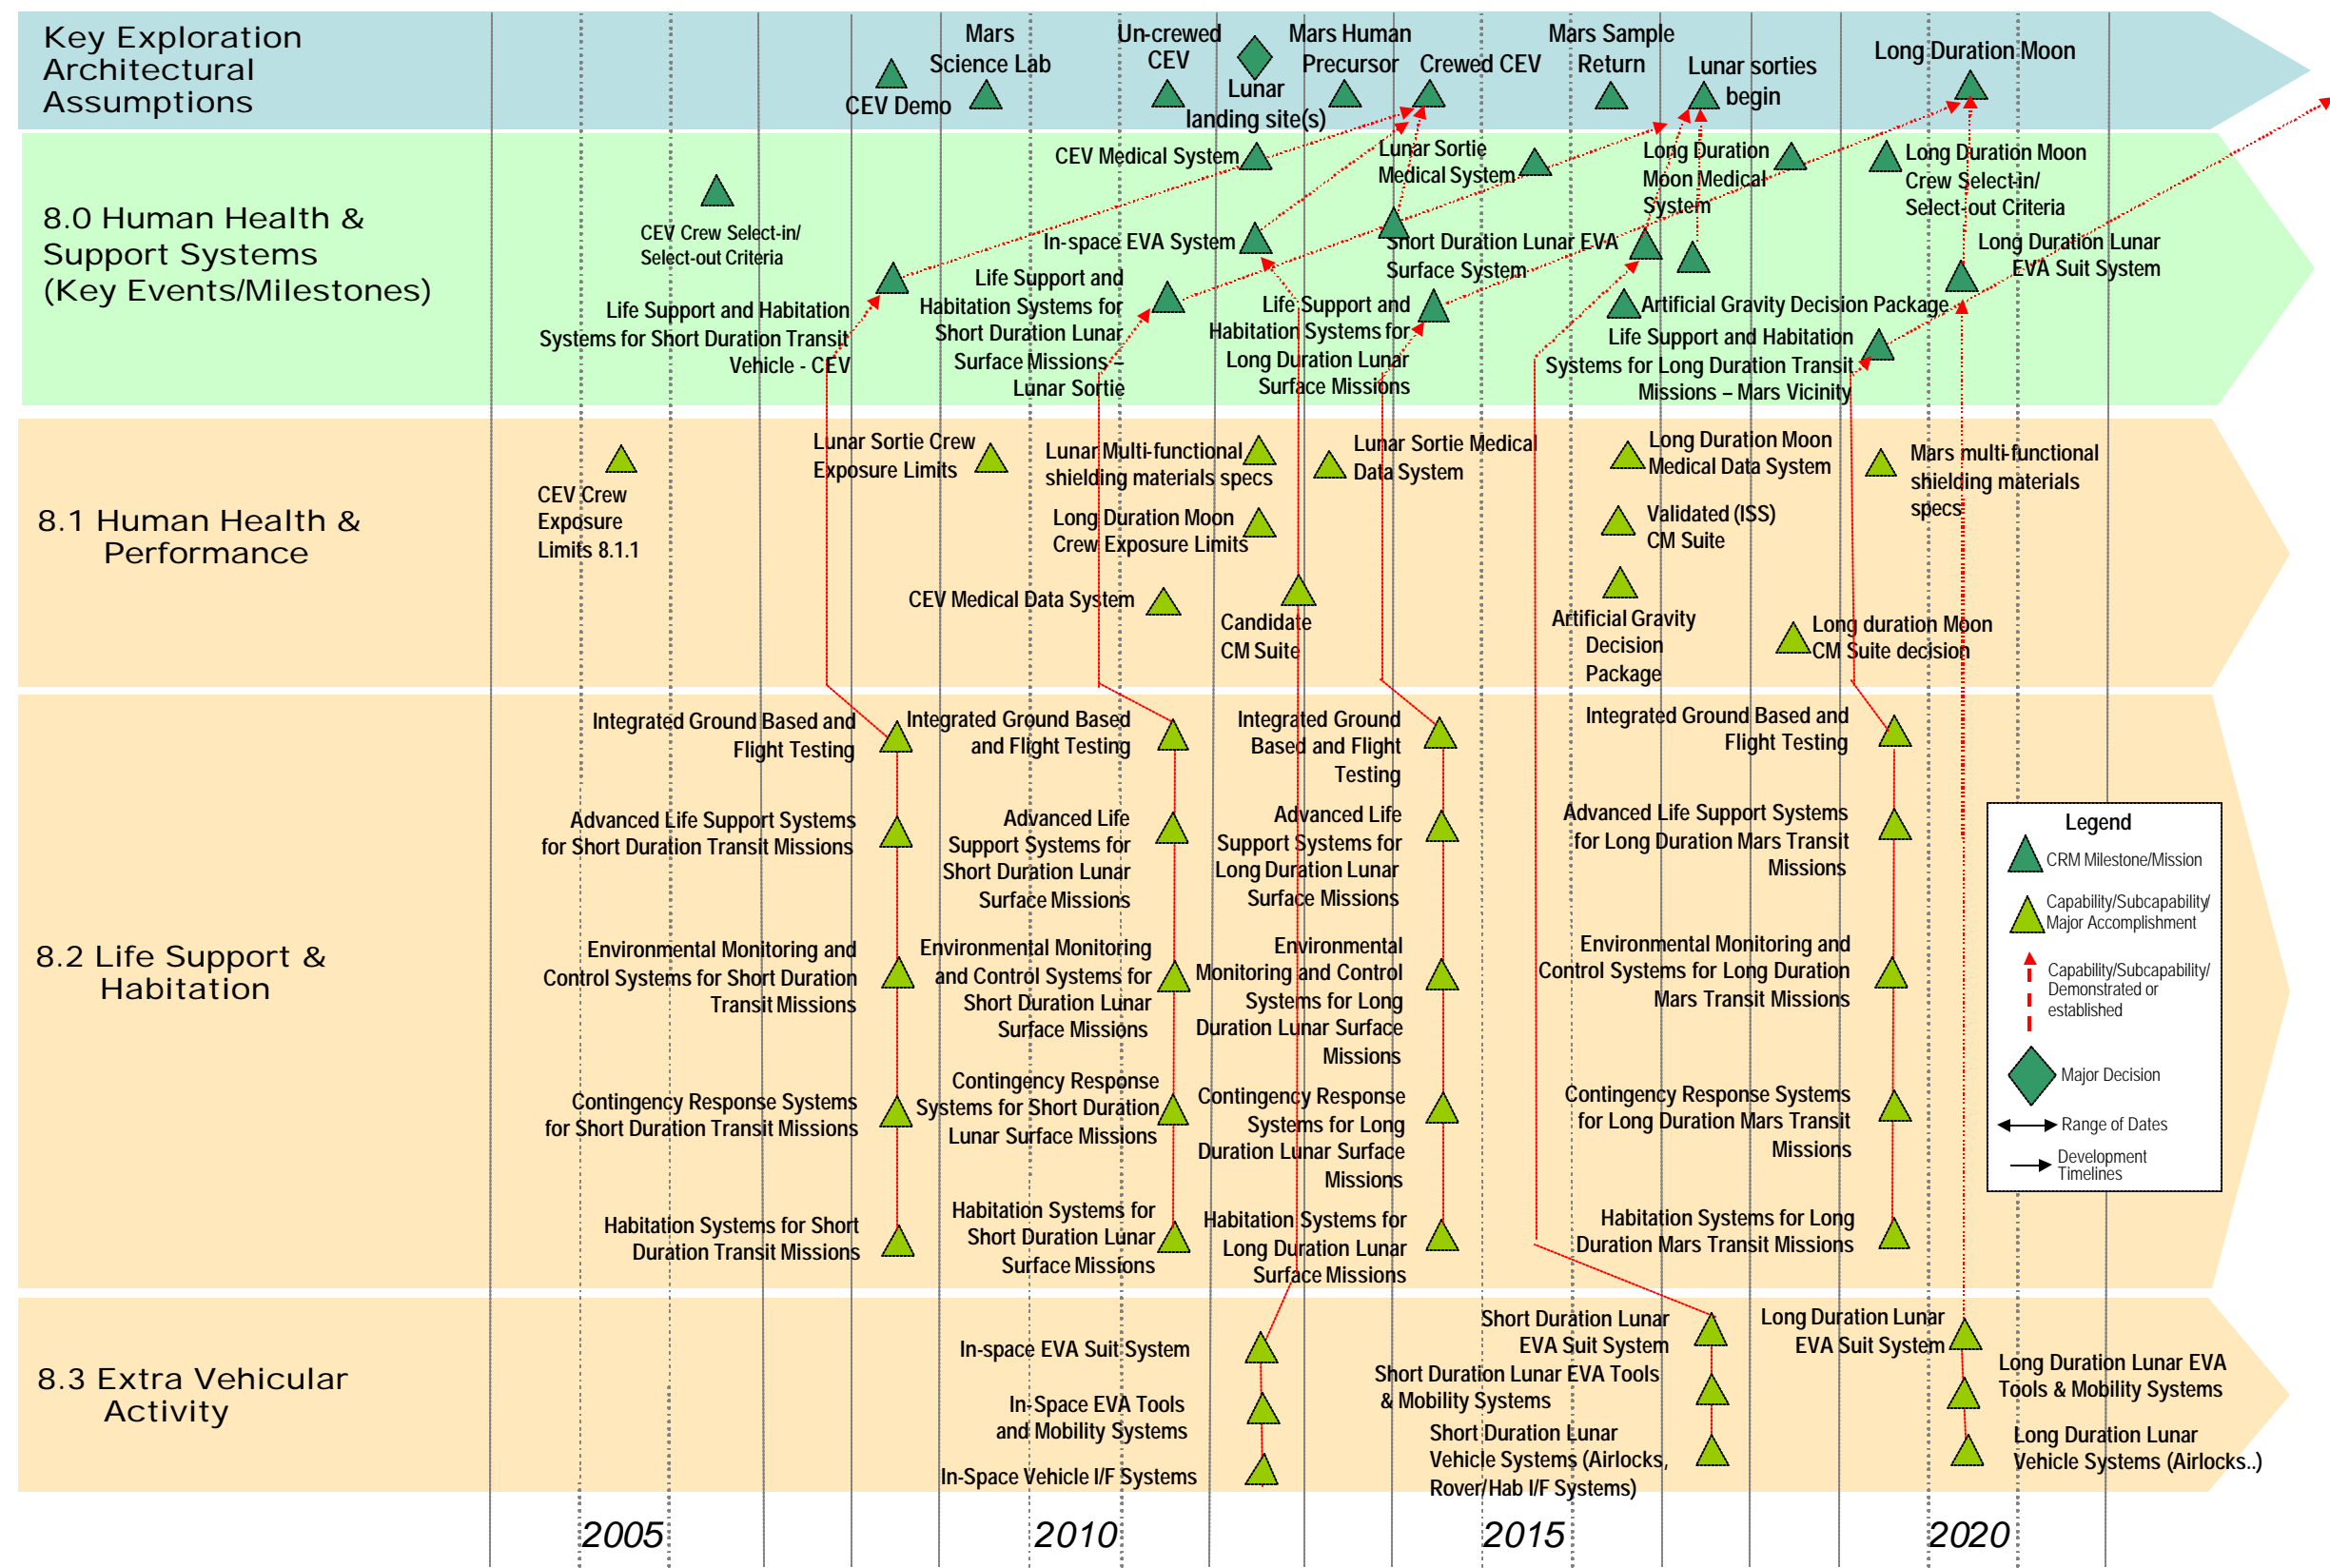 Key Exploration
Architectural
Assumptions
CEV Demo
Mars
Science Lab
Un-crewed
CEV
Lunar
landing site(s)
Mars Human
Precursor
Crewed CEV
Mars Sample
Return
Lunar sorties
begin
Long Duration Moon
8.0 Human Health &
Support Systems
(Key Events/Milestones)
CEV Crew Select-in/
Select-out Criteria
Life Support and Habitation
Systems for Short Duration Transit
Vehicle - CEV
CEV Medical System
In-space EVA System
Life Support and
Habitation Systems for
Short Duration Lunar
Surface Missions –
Lunar Sortie
Lunar Sortie
Medical System
Short Duration Lunar EVA
Surface System
Life Support and
Habitation Systems for
Long Duration Lunar
Surface Missions
Long Duration
Moon Medical
System
Artificial Gravity Decision Package
Life Support and Habitation
Systems for Long Duration Transit
Missions – Mars Vicinity
Long Duration Moon
Crew Select-in/
Select-out Criteria
Long Duration Lunar
EVA Suit System
8.1 Human Health &
Performance
CEV Crew
Exposure
Limits 8.1.1
Lunar Sortie Crew
Exposure Limits
Lunar Multi-functional
shielding materials specs
Long Duration Moon
Crew Exposure Limits
CEV Medical Data System
Candidate
CM Suite
Lunar Sortie Medical
Data System
Long Duration Moon
Medical Data System
Validated (ISS)
CM Suite
Artificial Gravity
Decision
Package
Long duration Moon
CM Suite decision
Mars multi-functional
shielding materials
specs
8.2 Life Support &
Habitation
Integrated Ground Based and
Flight Testing
Advanced Life Support Systems
for Short Duration Transit Missions
Environmental Monitoring and
Control Systems for Short Duration
Transit Missions
Contingency Response Systems
for Short Duration Transit Missions
Habitation Systems for Short
Duration Transit Missions
Integrated Ground Based
and Flight Testing
Advanced Life
Support Systems for
Short Duration Lunar
Surface Missions
Environmental Monitoring
and Control Systems for
Short Duration Lunar
Surface Missions
Contingency Response
Systems for Short Duration
Lunar Surface Missions
Habitation Systems for
Short Duration Lunar
Surface Missions
Integrated Ground
Based and Flight
Testing
Advanced Life
Support Systems for
Long Duration Lunar
Surface Missions
Environmental
Monitoring and Control
Systems for Long
Duration Lunar Surface
Missions
Contingency Response
Systems for Long
Duration Lunar Surface
Missions
Habitation Systems for
Long Duration Lunar
Surface Missions
Integrated Ground Based and
Flight Testing
Advanced Life Support Systems
for Long Duration Mars Transit
Missions
Environmental Monitoring and
Control Systems for Long Duration
Mars Transit Missions
Contingency Response Systems
for Long Duration Mars Transit
Missions
Habitation Systems for Long
Duration Mars Transit Missions
Legend
CRM Milestone/Mission
Capability/Subcapability/
Major Accomplishment
Capability/Subcapability/
Demonstrated or
established
Major Decision
Range of Dates
Development
Timelines
8.3 Extra Vehicular
Activity
In-space EVA Suit System
In-Space EVA Tools
and Mobility Systems
In-Space Vehicle I/F Systems
Short Duration Lunar
EVA Suit System
Short Duration Lunar EVA Tools
& Mobility Systems
Short Duration Lunar
Vehicle Systems (Airlocks,
Rover/Hab I/F Systems)
Long Duration Lunar
EVA Suit System
Long Duration Lunar EVA
Tools & Mobility Systems
Long Duration Lunar
Vehicle Systems (Airlocks..)
2005
2010
2015
2020